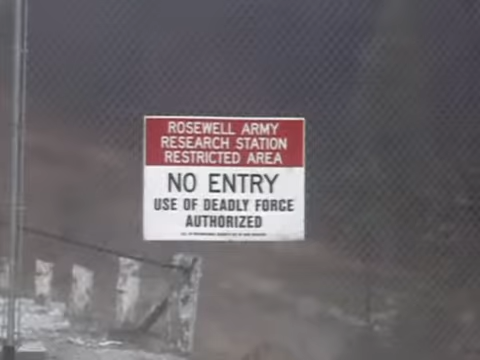 ROSEWELL ARMY
RESEARCH STATION
RESTRICTED AREA
NO ENTRY
USE OF DEADLY FORCE
AUTHORIZED